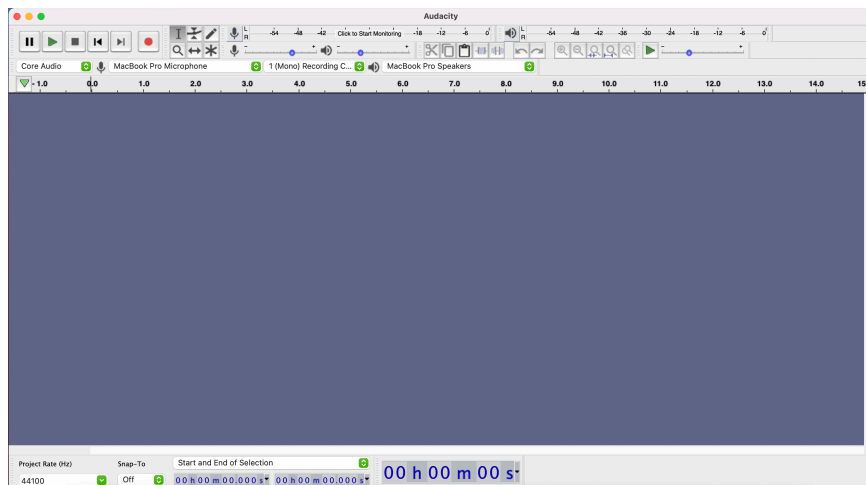 Audacity
L
R
-54 -48 -42 Click to Start Monitoring -18 -12 -6 0
L
R
-54 -48 -42 -36 -30 -24 -18 -12 -6 0
- +
- +
- +
Core Audio MacBook Pro Microphone 1 (Mono) Recording C... MacBook Pro Speakers
- 1.0 0.0 1.0 2.0 3.0 4.0 5.0 6.0 7.0 8.0 9.0 10.0 11.0 12.0 13.0 14.0 15
Project Rate (Hz) Snap-To Start and End of Selection
44100 Off 00 h 00 m 00.000 s 00 h 00 m 00.000 s 00 h 00 m 00 s